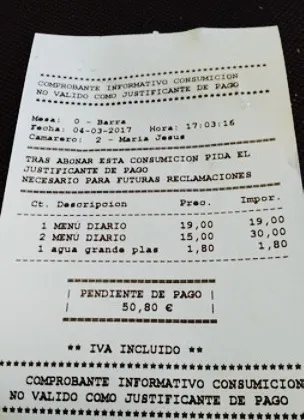 ************************************
COMPROBANTE INFORMATIVO CONSUMICION
NO VALIDO COMO JUSTIFICANTE DE PAGO
************************************
Mesa: 0 - Barra
Fecha: 04-03-2017 Hora: 17:03:16
Camarero: 2 - Maria Jesus
TRAS ABONAR ESTA CONSUMICION PIDA EL
JUSTIFICANTE DE PAGO
NECESARIO PARA FUTURAS RECLAMACIONES
Ct. Descripcion Prec. Impor.
1 MENU DIARIO 19,00 19,00
2 MENU DIARIO 15,00 30,00
1 agua grande plas 1,80 1,80
| PENDIENTE DE PAGO |
| 50,80 € |
** IVA INCLUIDO **
************************************
COMPROBANTE INFORMATIVO CONSUMICION
NO VALIDO COMO JUSTIFICANTE DE PAGO
************************************